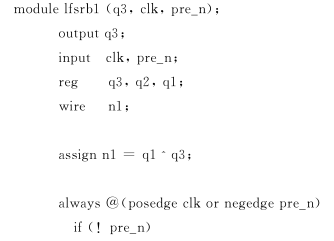 module lfsrb1 (q3, clk, pre_n);
output q3;
input clk, pre_n;
reg q3, q2, q1;
wire n1;
assign n1 = q1 ^ q3;
always @(posedge clk or negedge pre_n)
if (! pre_n)